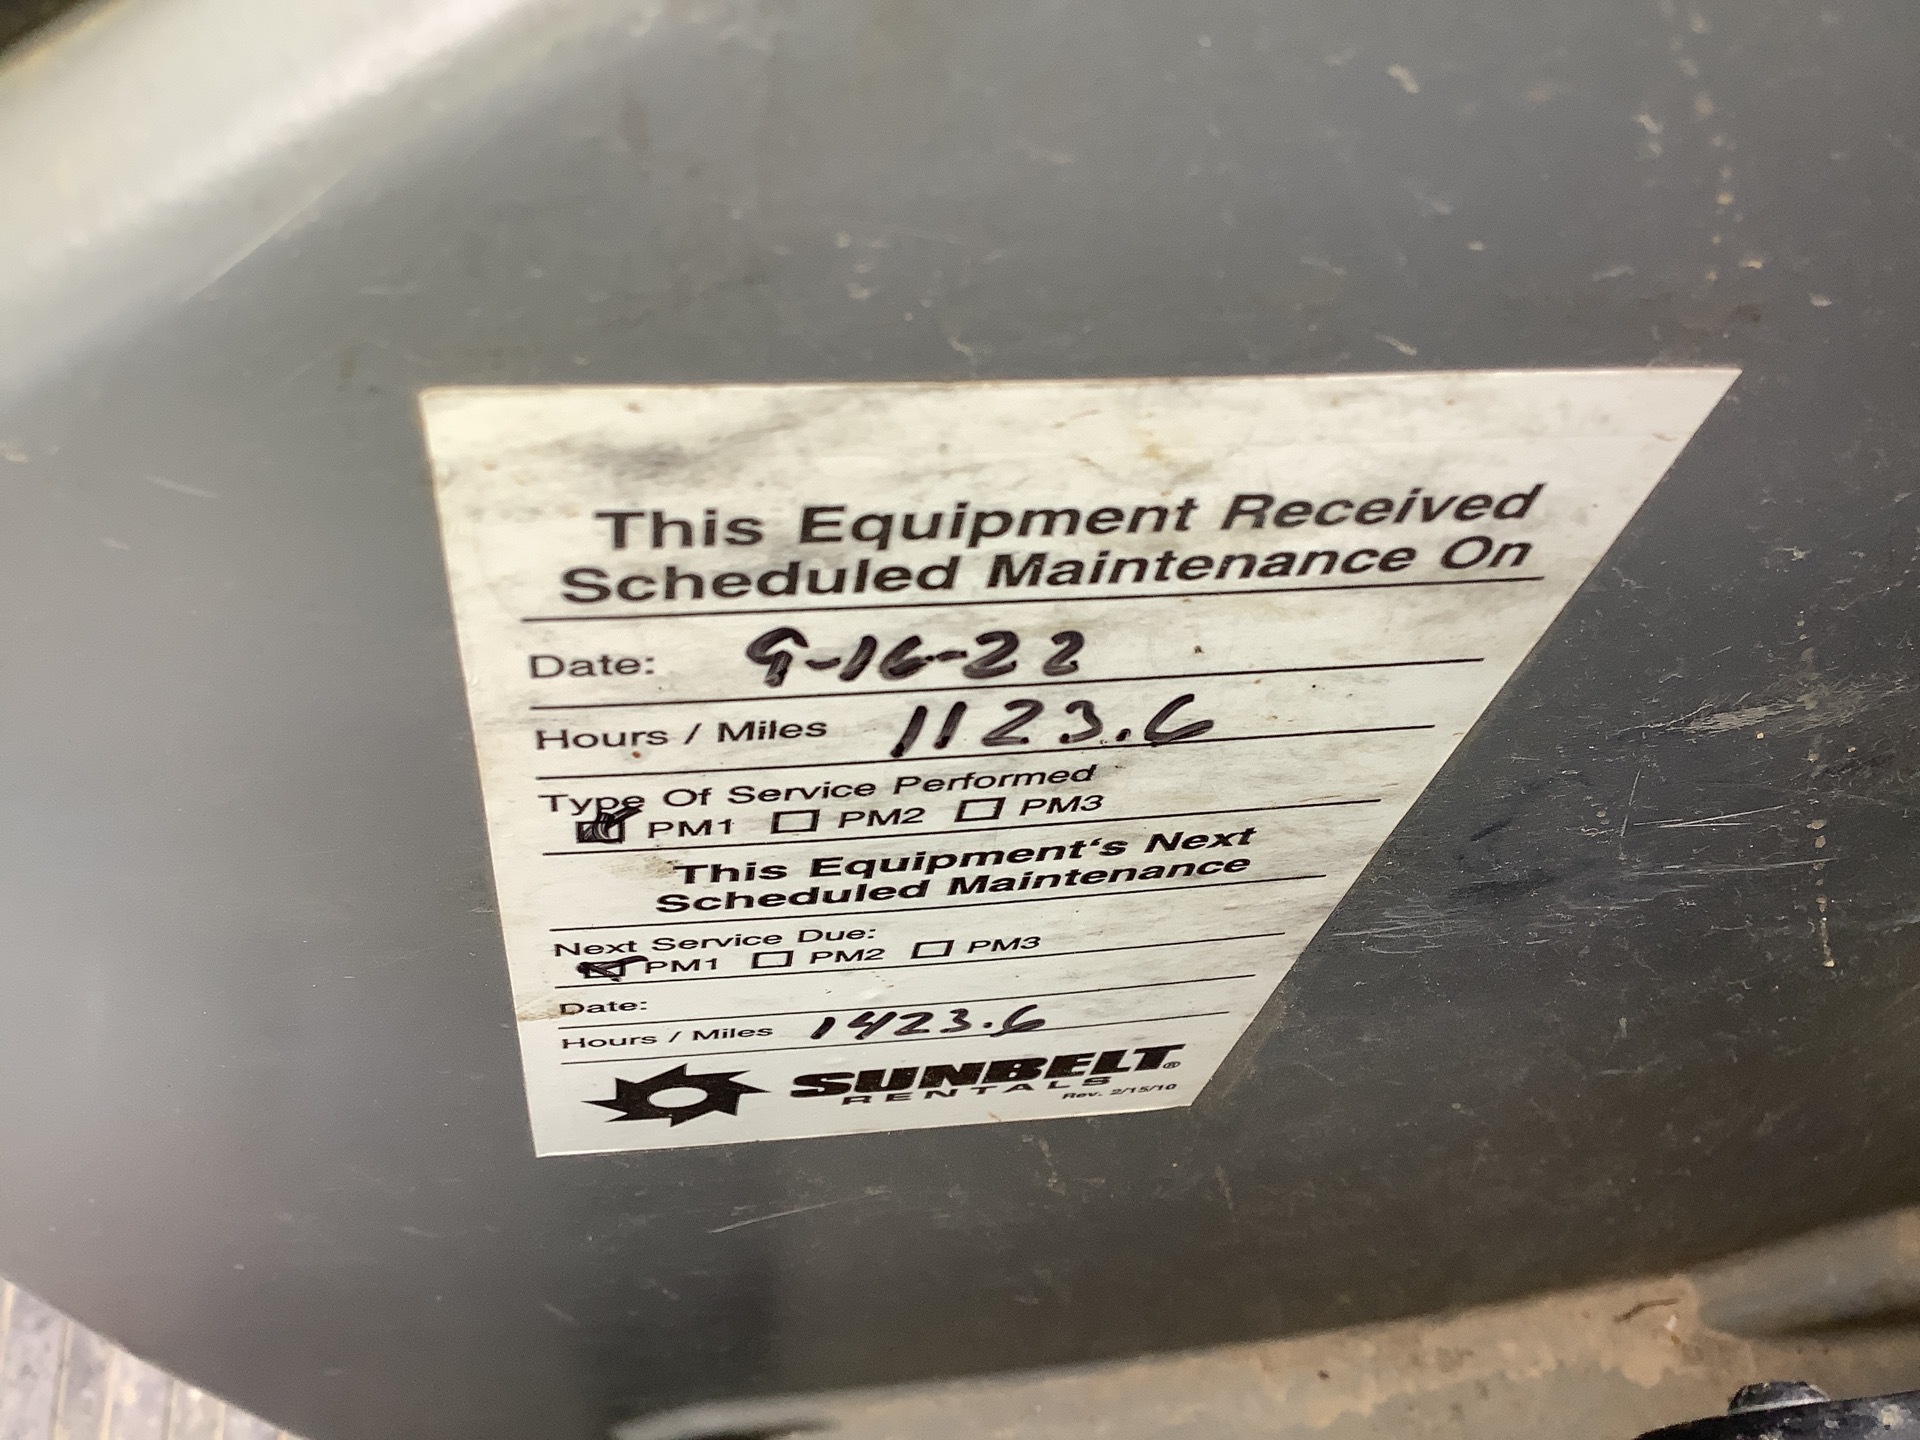 This Equipment Received
Scheduled Maintenance On
Date: 9-16-22
Hours / Miles 1123.6
Type Of Service Performed
PM1 PM2 PM3
This Equipment's Next
Scheduled Maintenance
Next Service Due:
PM1 PM2 PM3
Date:
Hours / Miles 1423.6
SUNBELT®
RENTALS Rev. 2/15/10